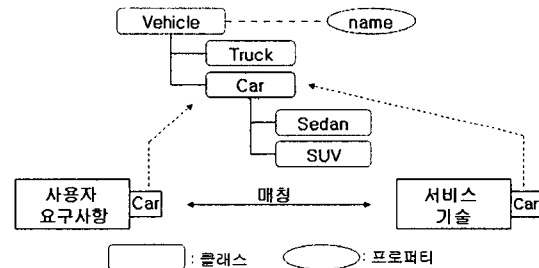 Vehicle
name
Truck
Car
Sedan
SUV
사용자
요구사항
Car
매칭
서비스
기술
Car
: 클래스
: 프로퍼티